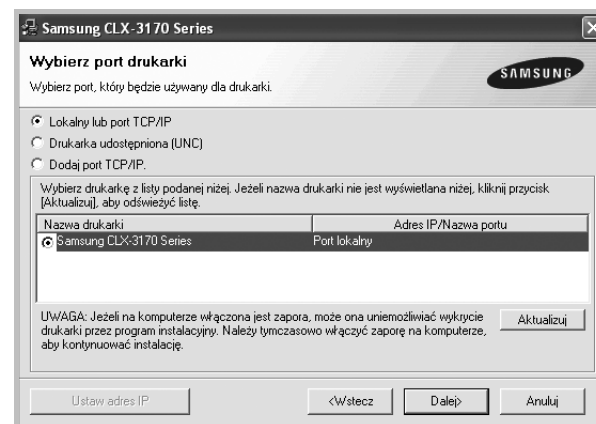 Samsung CLX-3170 Series
Wybierz port drukarki
Wybierz port, który będzie używany dla drukarki.
SAMSUNG
Lokalny lub port TCP/IP
Drukarka udostępniona (UNC)
Dodaj port TCP/IP.
Wybierz drukarkę z listy podanej niżej. Jeżeli nazwa drukarki nie jest wyświetlana niżej, kliknij przycisk
[Aktualizuj], aby odświeżyć listę.
Nazwa drukarki Adres IP/Nazwa portu
Samsung CLX-3170 Series Port lokalny
UWAGA: Jeżeli na komputerze włączona jest zapora, może ona uniemożliwiać wykrycie
drukarki przez program instalacyjny. Należy tymczasowo włączyć zaporę na komputerze,
aby kontynuować instalację.
Aktualizuj
Ustaw adres IP <Wstecz Dalej> Anuluj